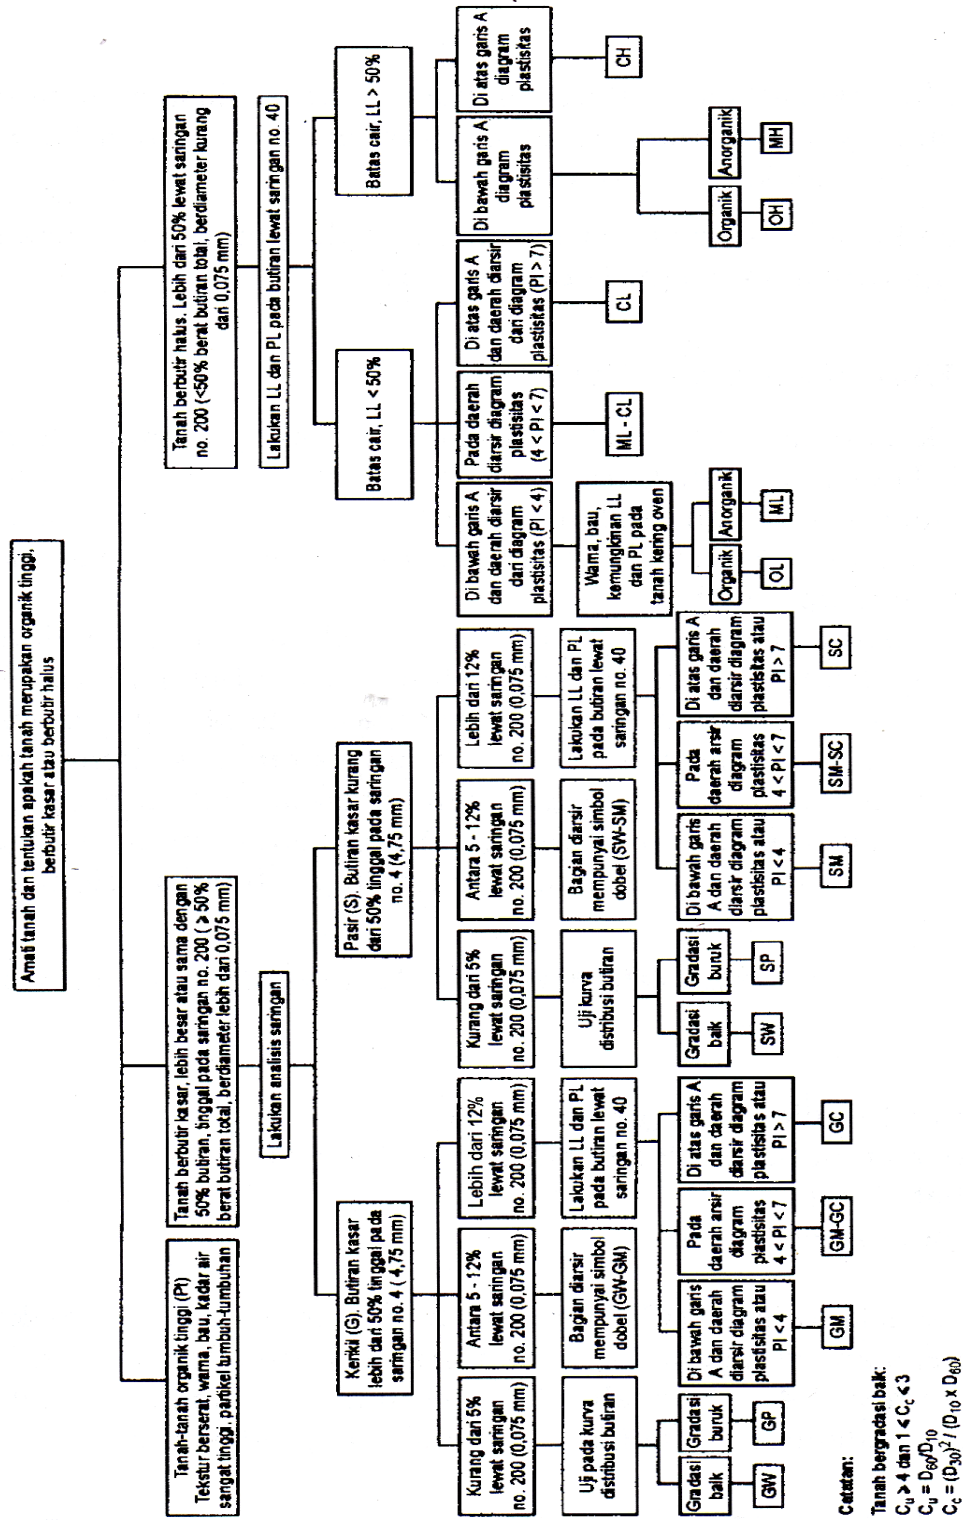 Amati tanah dan tentukan apakah tanah merupakan organik tinggi,
berbutir kasar atau berbutir halus
Tanah-tanah organik tinggi (Pt)
Tekstur berserat, warna, bau, kadar air
sangat tinggi, partikel tumbuh-tumbuhan
Tanah berbutir kasar, lebih besar atau sama dengan
50% butiran, tinggal pada saringan no. 200 ( ⩾ 50%
berat butiran total, berdiameter lebih dari 0,075 mm)
Tanah berbutir halus. Lebih dari 50% lewat saringan
no. 200 (<50% berat butiran total, berdiameter kurang
dari 0,075 mm)
Lakukan analisis saringan
Lakukan LL dan PL pada butiran lewat saringan no. 40
Kerikil (G). Butiran kasar
lebih dari 50% tinggal pada
saringan no. 4 ( 4,75 mm)
Pasir (S). Butiran kasar kurang
dari 50% tinggal pada saringan
no. 4 (4,75 mm)
Batas cair, LL < 50%
Batas cair, LL > 50%
Kurang dari 5%
lewat saringan
no. 200 (0,075 mm)
Antara 5 - 12%
lewat saringan
no. 200 (0,075 mm)
Lebih dari 12%
lewat saringan
no. 200 (0,075 mm)
Kurang dari 5%
lewat saringan
no. 200 (0,075 mm)
Antara 5 - 12%
lewat saringan
no. 200 (0,075 mm)
Lebih dari 12%
lewat saringan
no. 200 (0,075 mm)
Di bawah garis A
dan daerah diarsir
dari diagram
plastisitas (PI < 4)
Pada daerah
diarsir diagram
plastisitas
(4 < PI < 7)
Di atas garis A
dan daerah diarsir
dari diagram
plastisitas (PI > 7)
Di bawah garis A
diagram
plastisitas
Di atas garis A
diagram
plastisitas
Uji pada kurva
distribusi butiran
Bagian diarsir
mempunyai simbol
dobel (GW-GM)
Lakukan LL dan PL
pada butiran lewat
saringan no. 40
Uji kurva
distribusi butiran
Bagian diarsir
mempunyai simbol
dobel (SW-SM)
Lakukan LL dan PL
pada butiran lewat
saringan no. 40
Warna, bau,
kemungkinan LL
dan PL pada
tanah kering oven
ML - CL
CL
CH
Gradasi
baik
Gradasi
buruk
Di bawah garis
A dan daerah
diarsir diagram
plastisitas atau
PI < 4
Pada
daerah arsir
diagram
plastisitas
4 < PI < 7
Di atas garis A
dan daerah
diarsir diagram
plastisitas atau
PI > 7
Gradasi
baik
Gradasi
buruk
Di bawah garis
A dan daerah
diarsir diagram
plastisitas atau
PI < 4
Pada
daerah arsir
diagram
plastisitas
4 < PI < 7
Di atas garis A
dan daerah
diarsir diagram
plastisitas atau
PI > 7
Organik
Anorganik
Organik
Anorganik
GW
GP
GM
GM-GC
GC
SW
SP
SM
SM-SC
SC
OL
ML
OH
MH
Catatan:
Tanah bergradasi baik:
Cu ⩾ 4 dan 1 ⩽ Cc ⩽ 3
Cu = D60/D10
Cc = (D30)² / (D10 x D60)